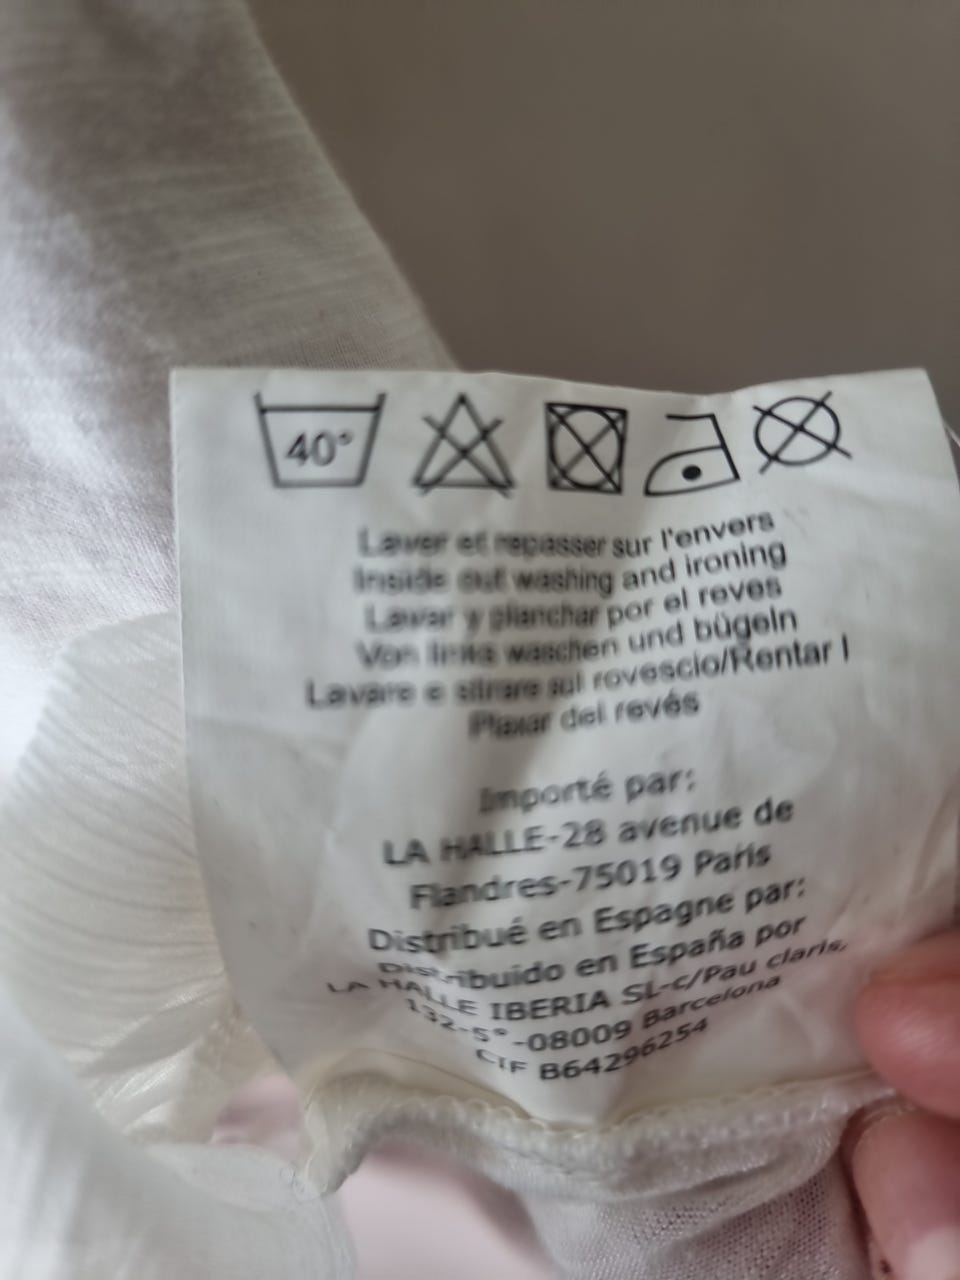 40°
Laver et repasser sur l'envers
Inside out washing and ironing
Lavar y planchar por el reves
Von links waschen und bügeln
Lavare e stirare sul rovescio/Rentar I
Plaxar del revés
Importé par:
LA HALLE-28 avenue de
Flandres-75019 Paris
Distribué en Espagne par:
Distribuido en España por
LA HALLE IBERIA SL-c/Pau claris,
132-5°-08009 Barcelona
CIF B64296254